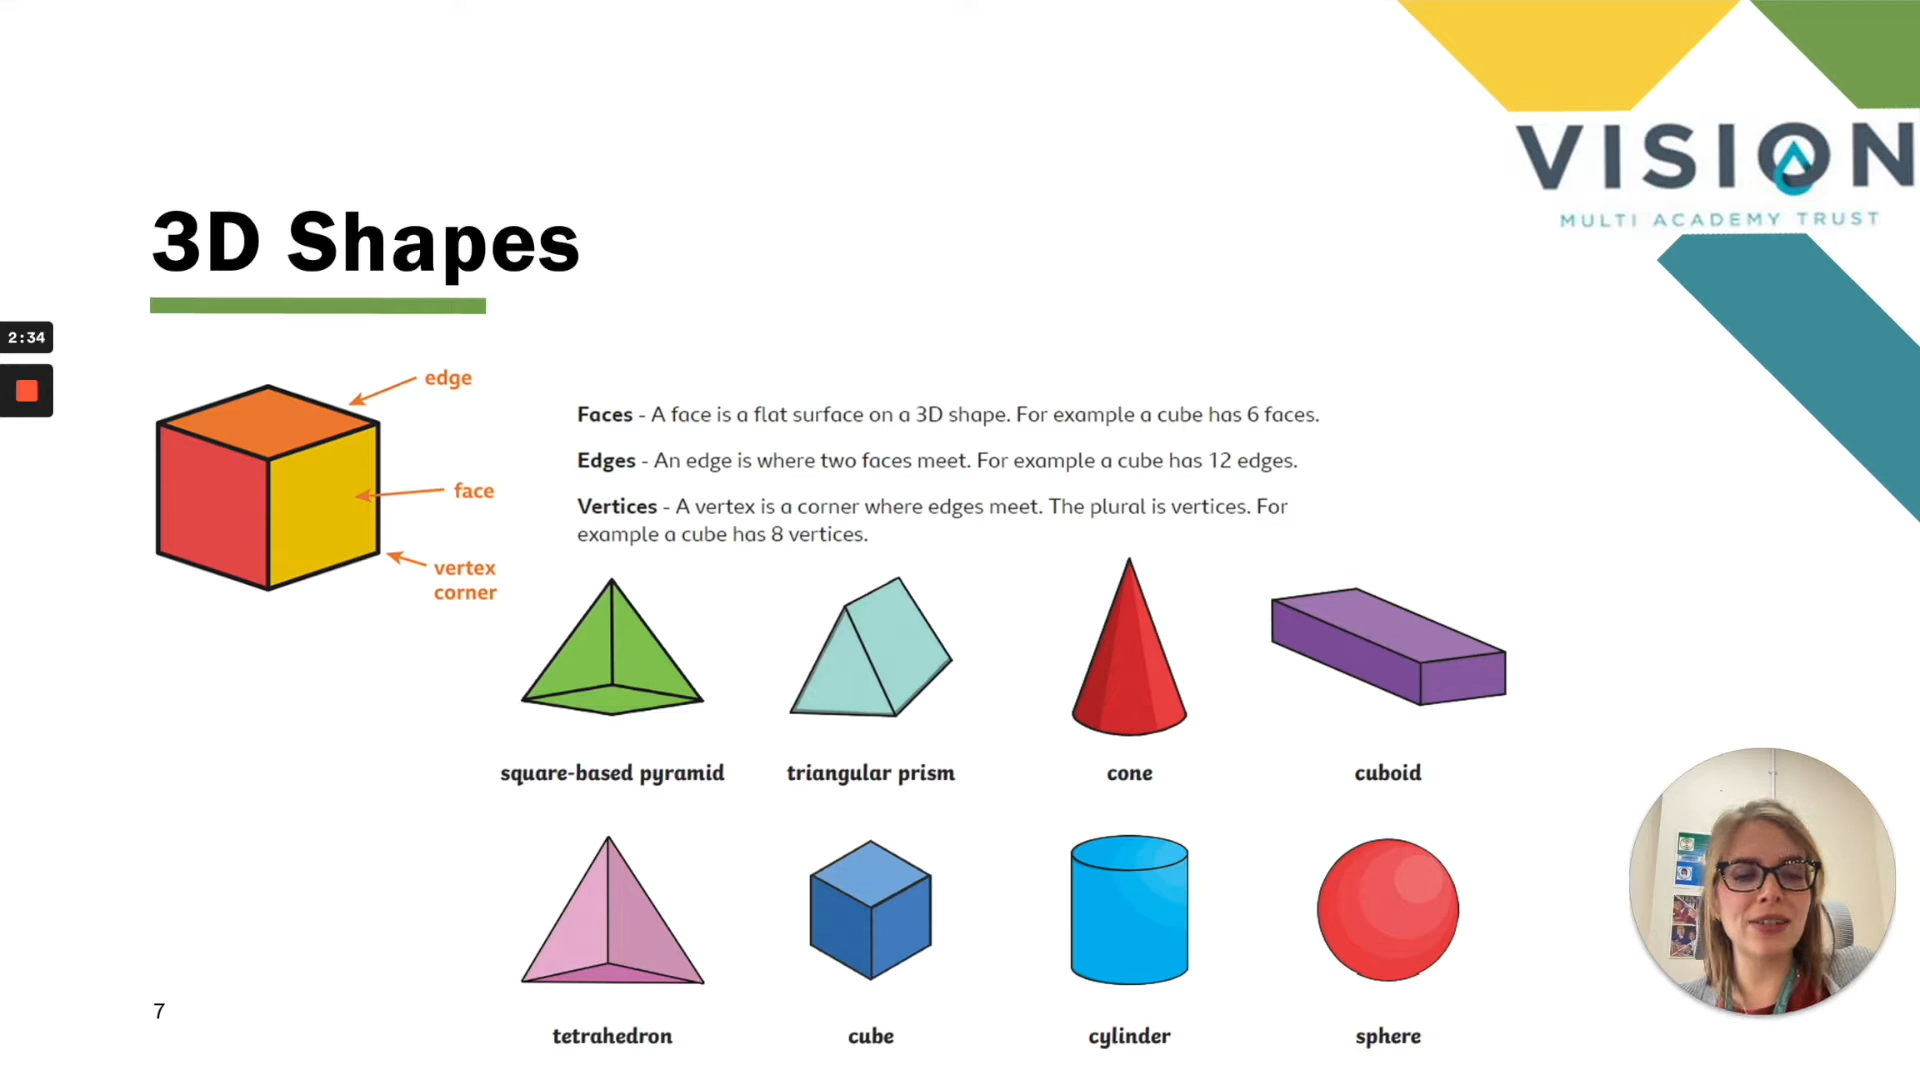 VISION
MULTI ACADEMY TRUST
3D Shapes
2:34
edge
face
vertex
corner
Faces - A face is a flat surface on a 3D shape. For example a cube has 6 faces.
Edges - An edge is where two faces meet. For example a cube has 12 edges.
Vertices - A vertex is a corner where edges meet. The plural is vertices. For
example a cube has 8 vertices.
square-based pyramid
triangular prism
cone
cuboid
tetrahedron
cube
cylinder
sphere
7